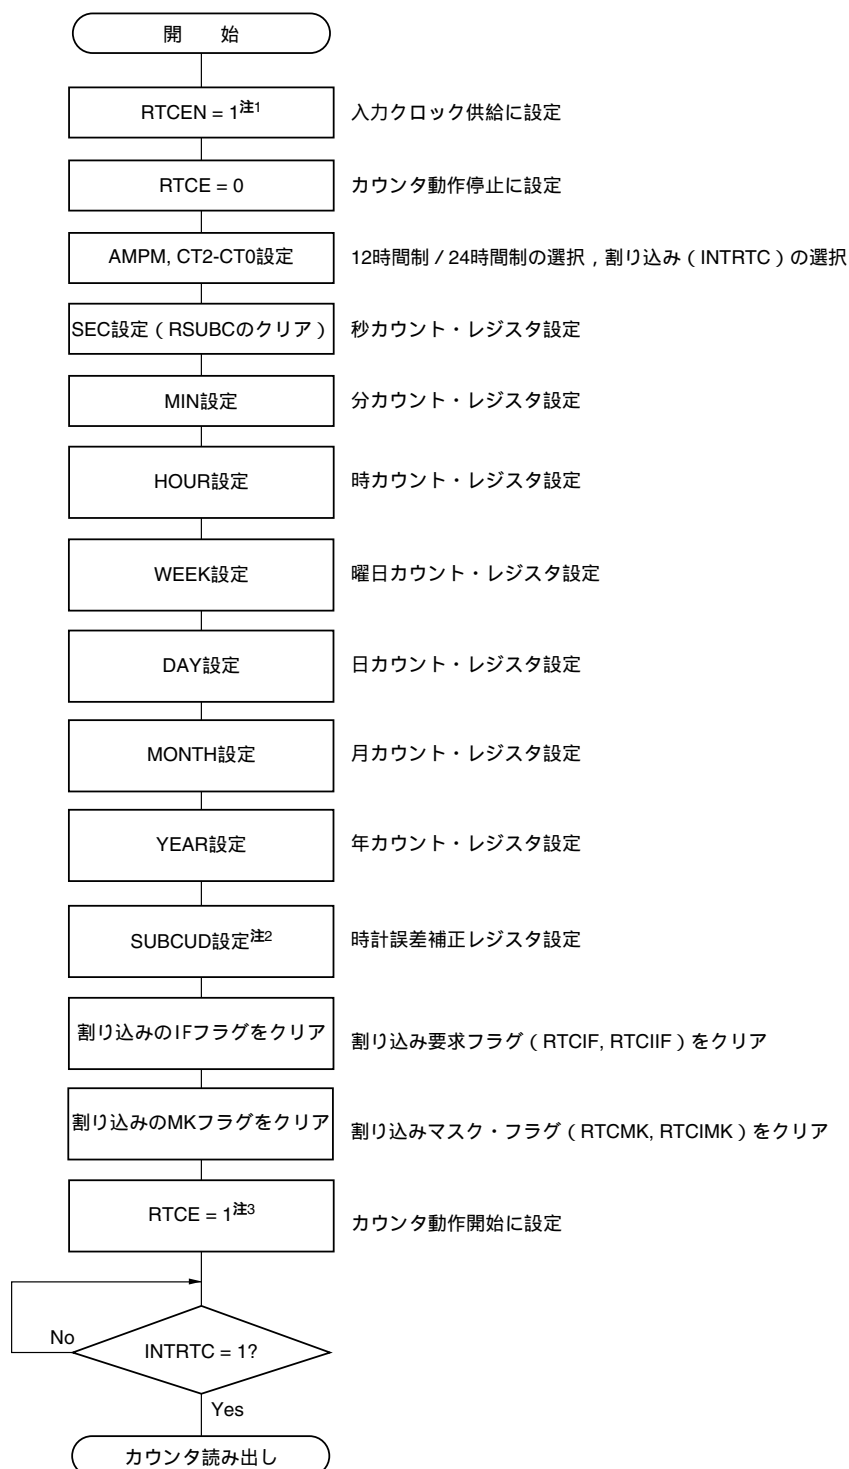 開　始
RTCEN = 1注1 入力クロック供給に設定
RTCE = 0 カウンタ動作停止に設定
AMPM, CT2-CT0設定 12時間制／24時間制の選択，割り込み（INTRTC）の選択
SEC設定（RSUBCのクリア） 秒カウント・レジスタ設定
MIN設定 分カウント・レジスタ設定
HOUR設定 時カウント・レジスタ設定
WEEK設定 曜日カウント・レジスタ設定
DAY設定 日カウント・レジスタ設定
MONTH設定 月カウント・レジスタ設定
YEAR設定 年カウント・レジスタ設定
SUBCUD設定注2 時計誤差補正レジスタ設定
割り込みのIFフラグをクリア 割り込み要求フラグ（RTCIF, RTCIIF）をクリア
割り込みのMKフラグをクリア 割り込みマスク・フラグ（RTCMK, RTCIMK）をクリア
RTCE = 1注3 カウンタ動作開始に設定
No
INTRTC = 1?
Yes
カウンタ読み出し